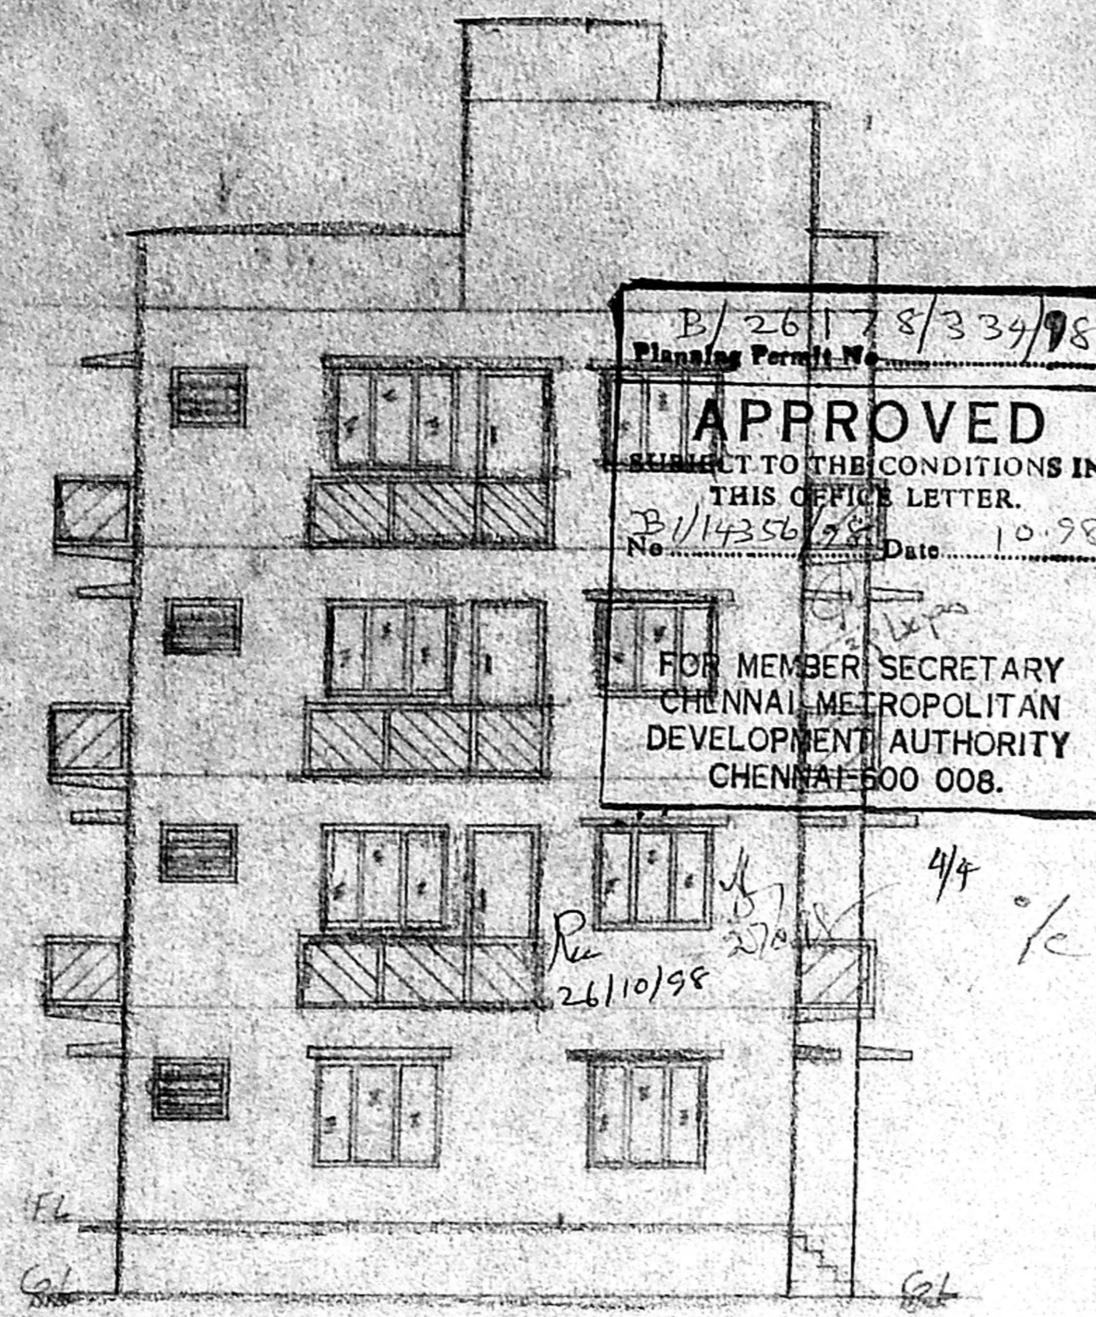 B/26178/334/98
Planning Permit No
APPROVED
SUBJECT TO THE CONDITIONS IN
THIS OFFICE LETTER.
No B1/14356/98 Date 10.98
FOR MEMBER SECRETARY
CHENNAI METROPOLITAN
DEVELOPMENT AUTHORITY
CHENNAI-600 008.
4/4
26/10/98
FL
GL GL